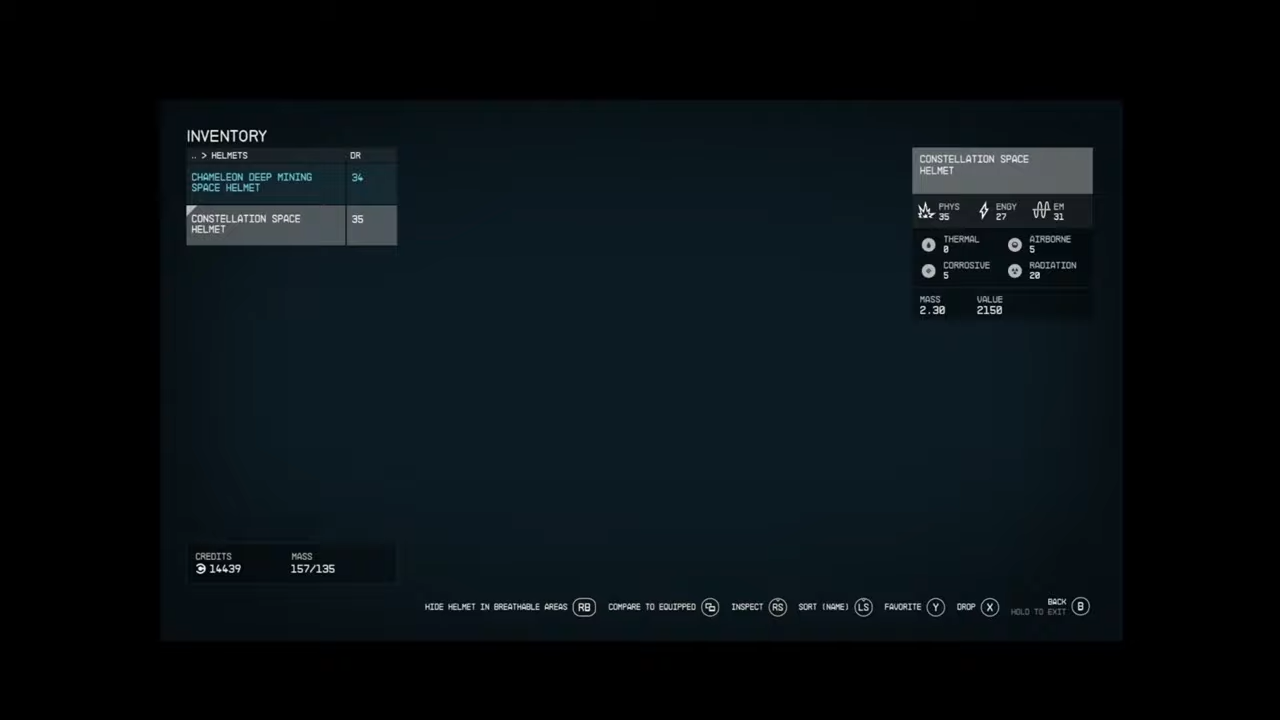 INVENTORY
.. > HELMETS DR
CHAMELEON DEEP MINING
SPACE HELMET
34
CONSTELLATION SPACE
HELMET
35
CONSTELLATION SPACE
HELMET
PHYS
35
ENGY
27
EM
31
THERMAL
0
AIRBORNE
5
CORROSIVE
5
RADIATION
20
MASS
2.30
VALUE
2150
CREDITS
14439
MASS
157/135
HIDE HELMET IN BREATHABLE AREAS RB COMPARE TO EQUIPPED INSPECT RS SORT (NAME) LS FAVORITE Y DROP X
BACK
HOLD TO EXIT
B